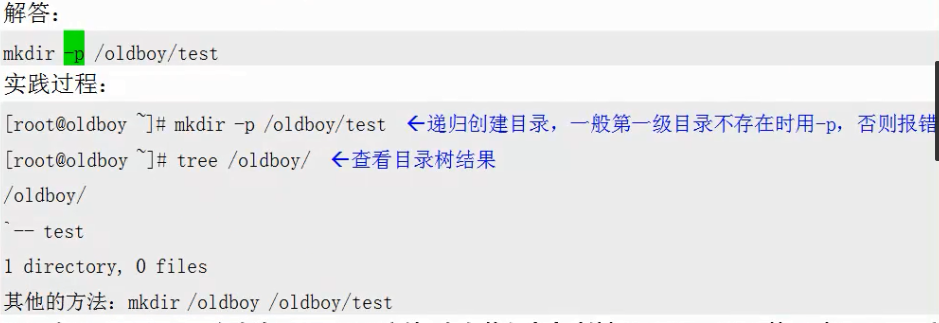 解答：
mkdir -p /oldboy/test
实践过程：
[root@oldboy ~]# mkdir -p /oldboy/test ←递归创建目录，一般第一级目录不存在时用-p，否则报错
[root@oldboy ~]# tree /oldboy/ ←查看目录树结果
/oldboy/
`-- test
1 directory, 0 files
其他的方法：mkdir /oldboy /oldboy/test